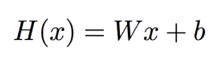 H(x) = Wx + b